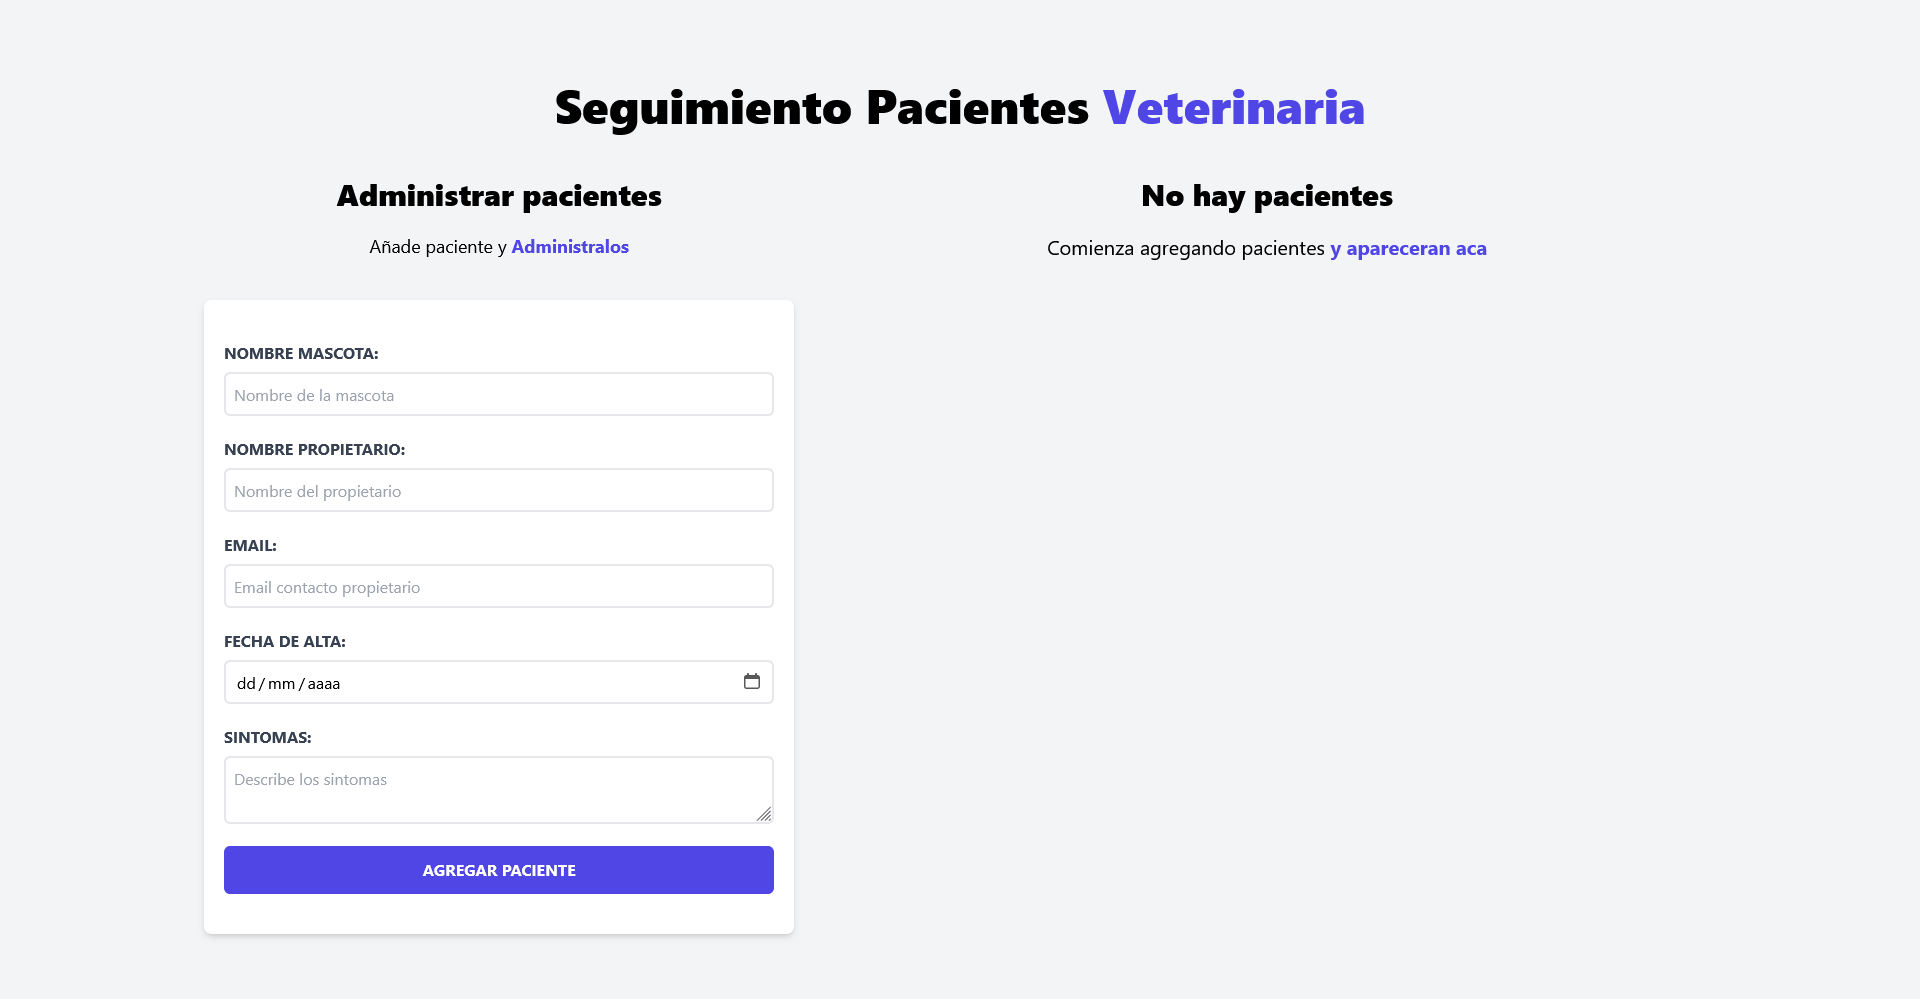 Seguimiento Pacientes Veterinaria
Administrar pacientes
Añade paciente y Administralos
NOMBRE MASCOTA:
Nombre de la mascota
NOMBRE PROPIETARIO:
Nombre del propietario
EMAIL:
Email contacto propietario
FECHA DE ALTA:
dd/mm/aaaa
SINTOMAS:
Describe los sintomas
AGREGAR PACIENTE
No hay pacientes
Comienza agregando pacientes y apareceran aca